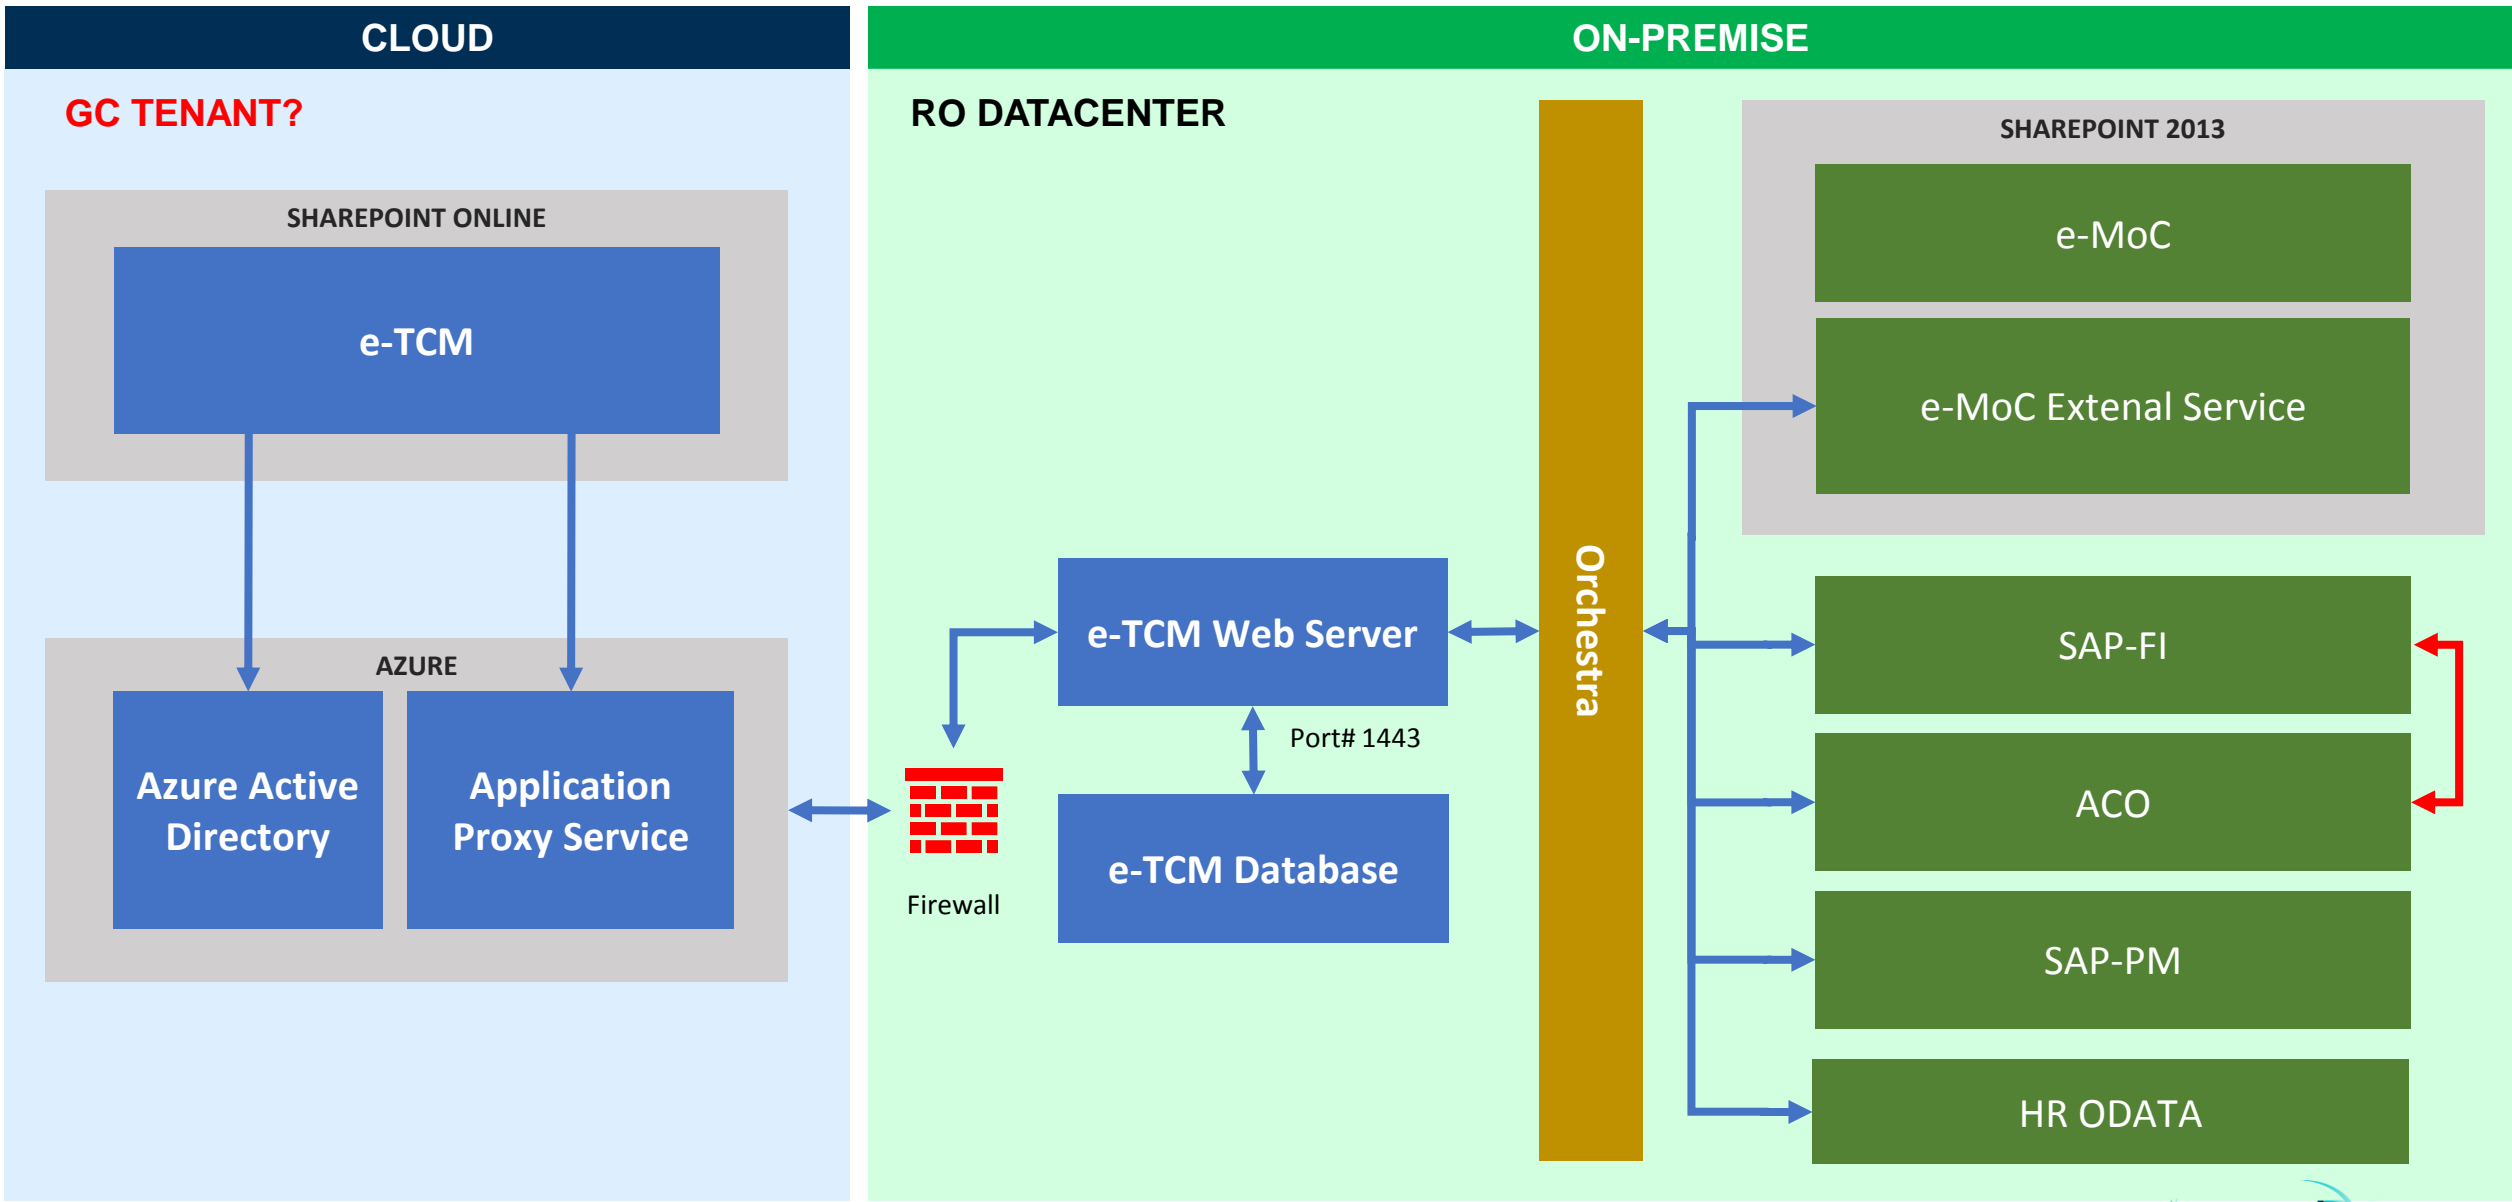 CLOUD
ON-PREMISE
GC TENANT?
RO DATACENTER
SHAREPOINT ONLINE
e-TCM
AZURE
Azure Active
Directory
Application
Proxy Service
Firewall
e-TCM Web Server
Port# 1443
e-TCM Database
Orchestra
SHAREPOINT 2013
e-MoC
e-MoC Extenal Service
SAP-FI
ACO
SAP-PM
HR ODATA